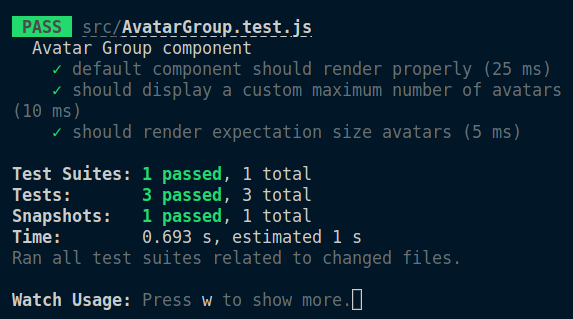 PASS src/AvatarGroup.test.js
Avatar Group component
✓ default component should render properly (25 ms)
✓ should display a custom maximum number of avatars
(10 ms)
✓ should render expectation size avatars (5 ms)
Test Suites: 1 passed, 1 total
Tests: 3 passed, 3 total
Snapshots: 1 passed, 1 total
Time: 0.693 s, estimated 1 s
Ran all test suites related to changed files.
Watch Usage: Press w to show more.